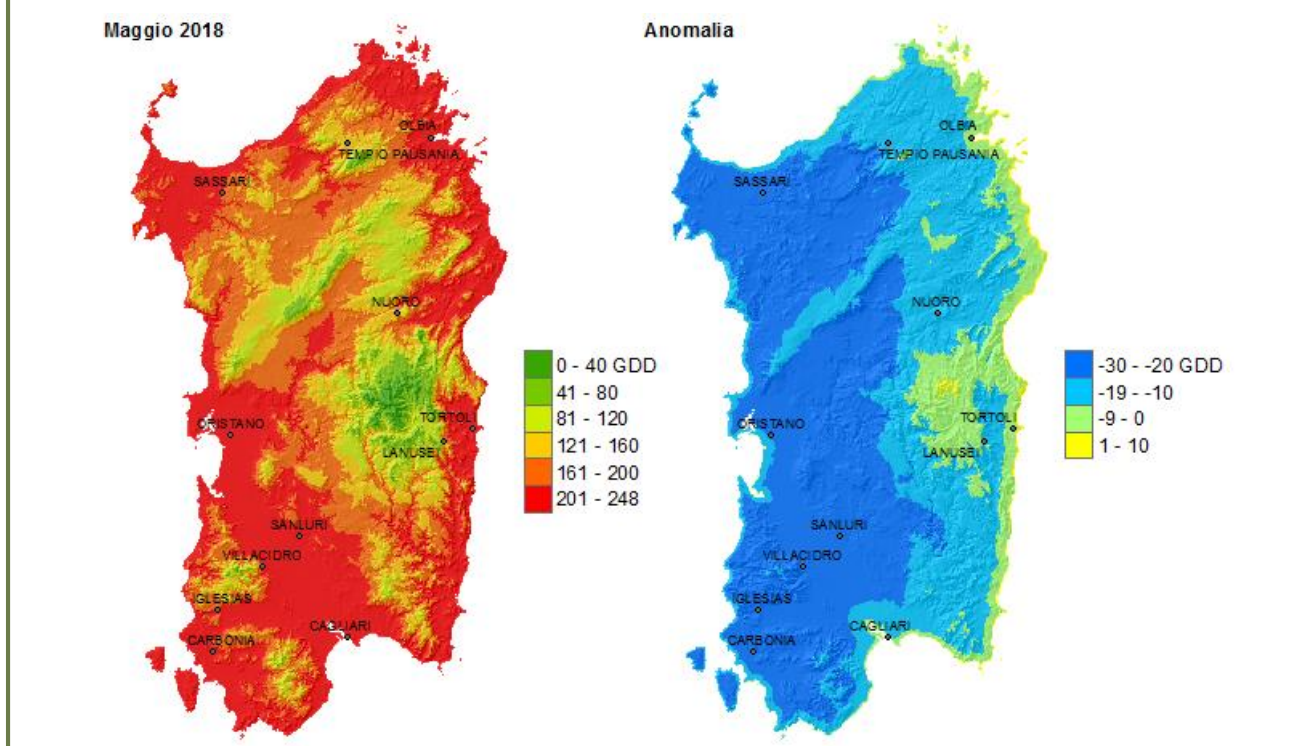 Maggio 2018
OLBIA
TEMPIO PAUSANIA
SASSARI
NUORO
ORISTANO
TORTOLI
LANUSEI
SANLURI
VILLACIDRO
IGLESIAS
CAGLIARI
CARBONIA
0 - 40 GDD
41 - 80
81 - 120
121 - 160
161 - 200
201 - 248
Anomalia
OLBIA
TEMPIO PAUSANIA
SASSARI
NUORO
ORISTANO
TORTOLI
LANUSEI
SANLURI
VILLACIDRO
IGLESIAS
CAGLIARI
CARBONIA
-30 - -20 GDD
-19 - -10
-9 - 0
1 - 10